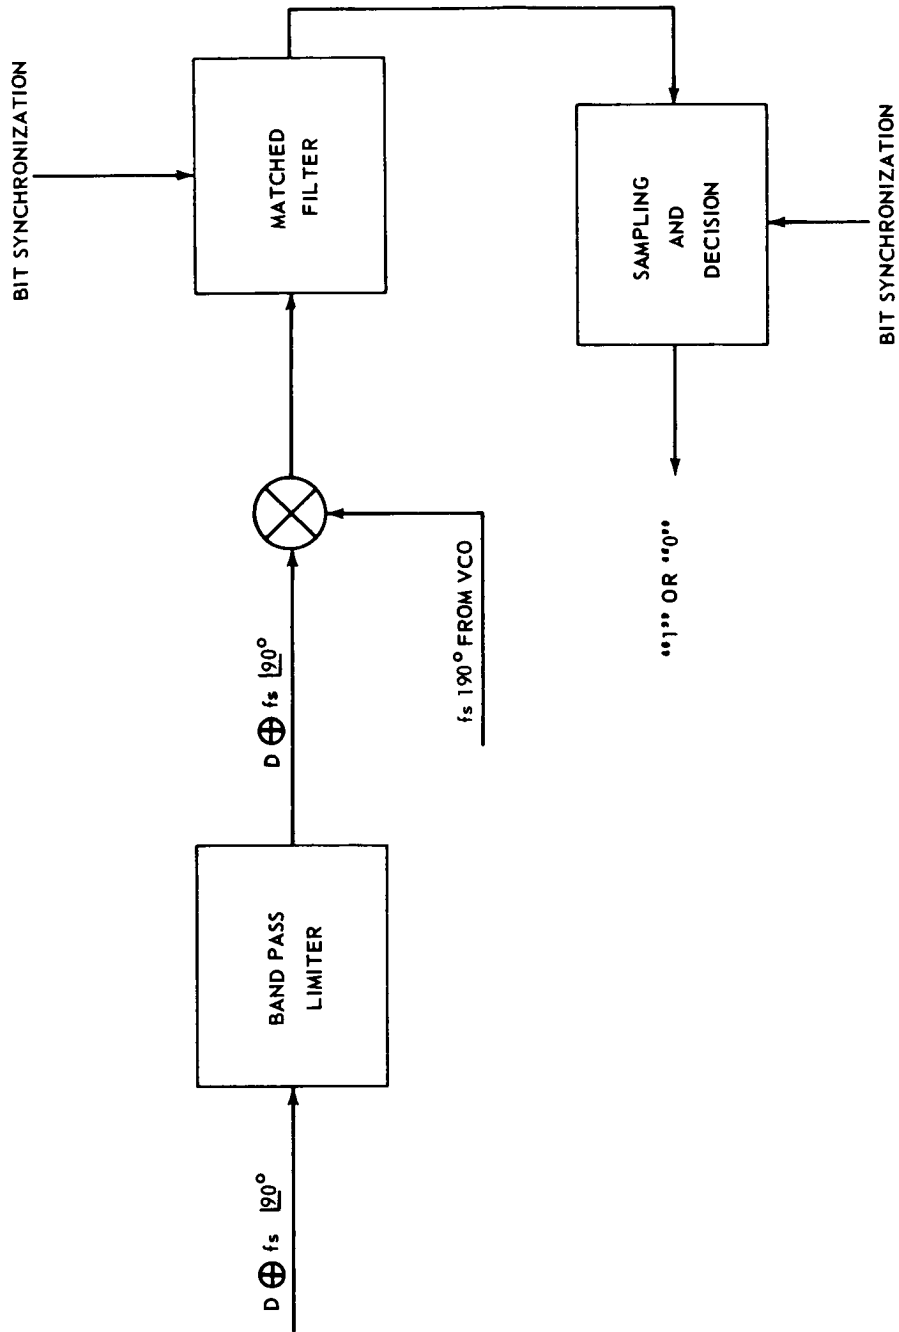 D ⊕ fs |90°
BAND PASS
LIMITER
D ⊕ fs |90°
fs 190° FROM VCO
MATCHED
FILTER
BIT SYNCHRONIZATION
SAMPLING
AND
DECISION
BIT SYNCHRONIZATION
"1" OR "0"